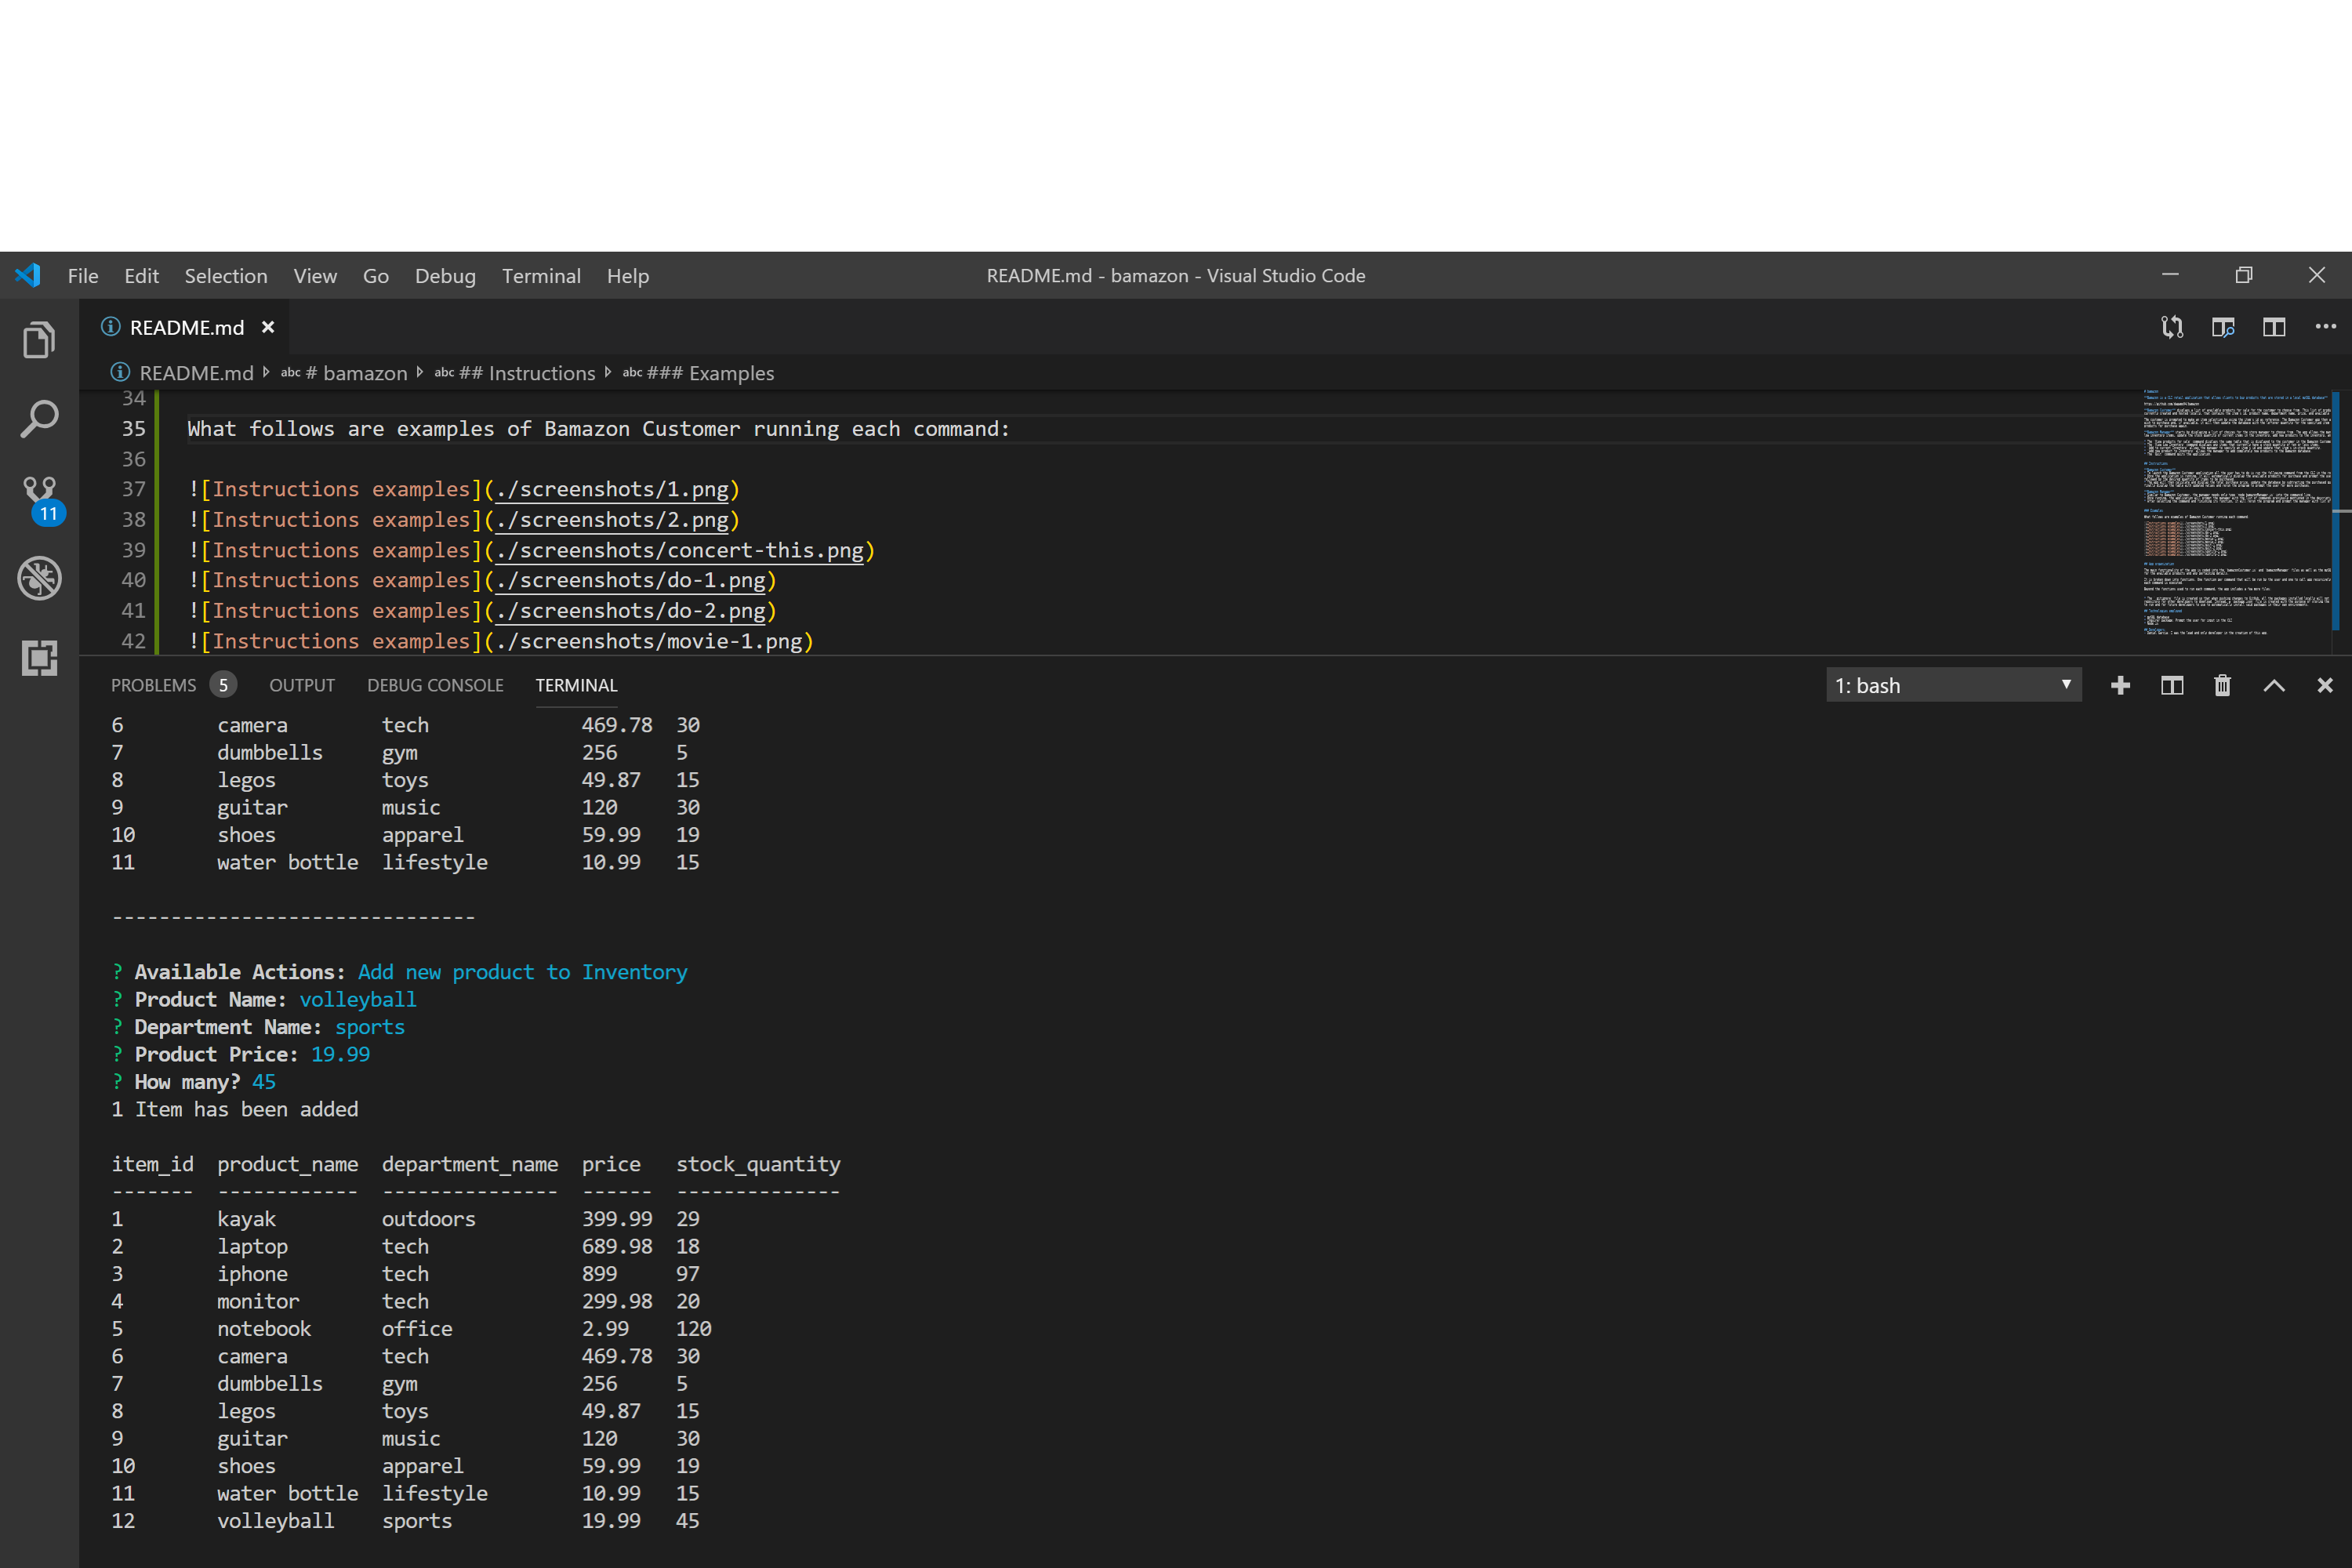 File Edit Selection View Go Debug Terminal Help README.md - bamazon - Visual Studio Code
README.md
README.md abc # bamazon abc ## Instructions abc ### Examples
34
35 What follows are examples of Bamazon Customer running each command:
36
37 ![Instructions examples](./screenshots/1.png)
38 ![Instructions examples](./screenshots/2.png)
39 ![Instructions examples](./screenshots/concert-this.png)
40 ![Instructions examples](./screenshots/do-1.png)
41 ![Instructions examples](./screenshots/do-2.png)
42 ![Instructions examples](./screenshots/movie-1.png)
11
PROBLEMS 5 OUTPUT DEBUG CONSOLE TERMINAL 1: bash
6 camera tech 469.78 30
7 dumbbells gym 256 5
8 legos toys 49.87 15
9 guitar music 120 30
10 shoes apparel 59.99 19
11 water bottle lifestyle 10.99 15
-------------------------------
? Available Actions: Add new product to Inventory
? Product Name: volleyball
? Department Name: sports
? Product Price: 19.99
? How many? 45
1 Item has been added
item_id product_name department_name price stock_quantity
------- ------------ --------------- ------ --------------
1 kayak outdoors 399.99 29
2 laptop tech 689.98 18
3 iphone tech 899 97
4 monitor tech 299.98 20
5 notebook office 2.99 120
6 camera tech 469.78 30
7 dumbbells gym 256 5
8 legos toys 49.87 15
9 guitar music 120 30
10 shoes apparel 59.99 19
11 water bottle lifestyle 10.99 15
12 volleyball sports 19.99 45